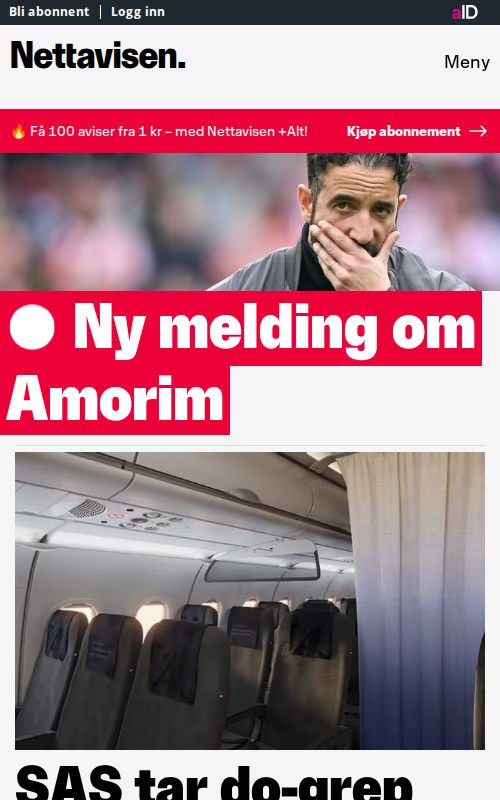 Bli abonnent
Logg inn
aID
Nettavisen.
Meny
🔥 Få 100 aviser fra 1 kr – med Nettavisen +Alt!
Kjøp abonnement →
Ny melding om
Amorim
SAS tar do-grep